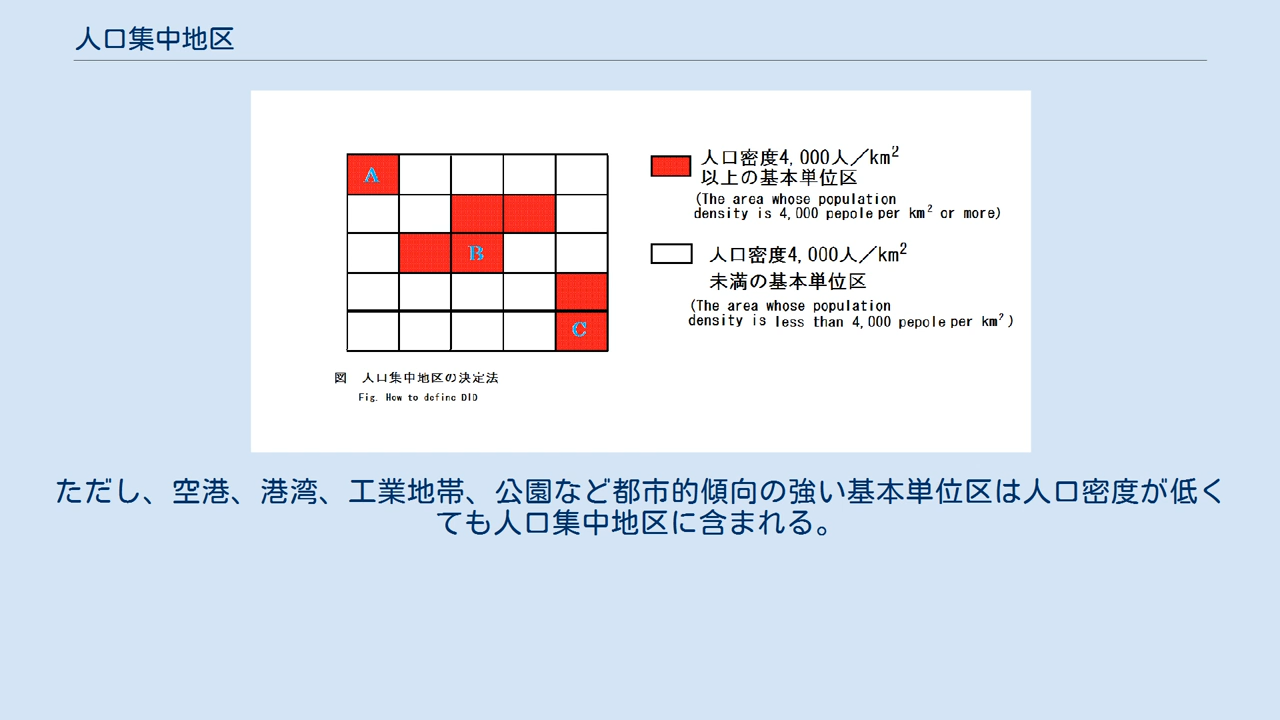 人口集中地区
A
B
C
人口密度4,000人／km²
以上の基本単位区
(The area whose population
density is 4,000 pepole per km² or more)
人口密度4,000人／km²
未満の基本単位区
(The area whose population
density is less than 4,000 pepole per km²)
図 人口集中地区の決定法
Fig. How to define DID
ただし、空港、港湾、工業地帯、公園など都市的傾向の強い基本単位区は人口密度が低く
ても人口集中地区に含まれる。